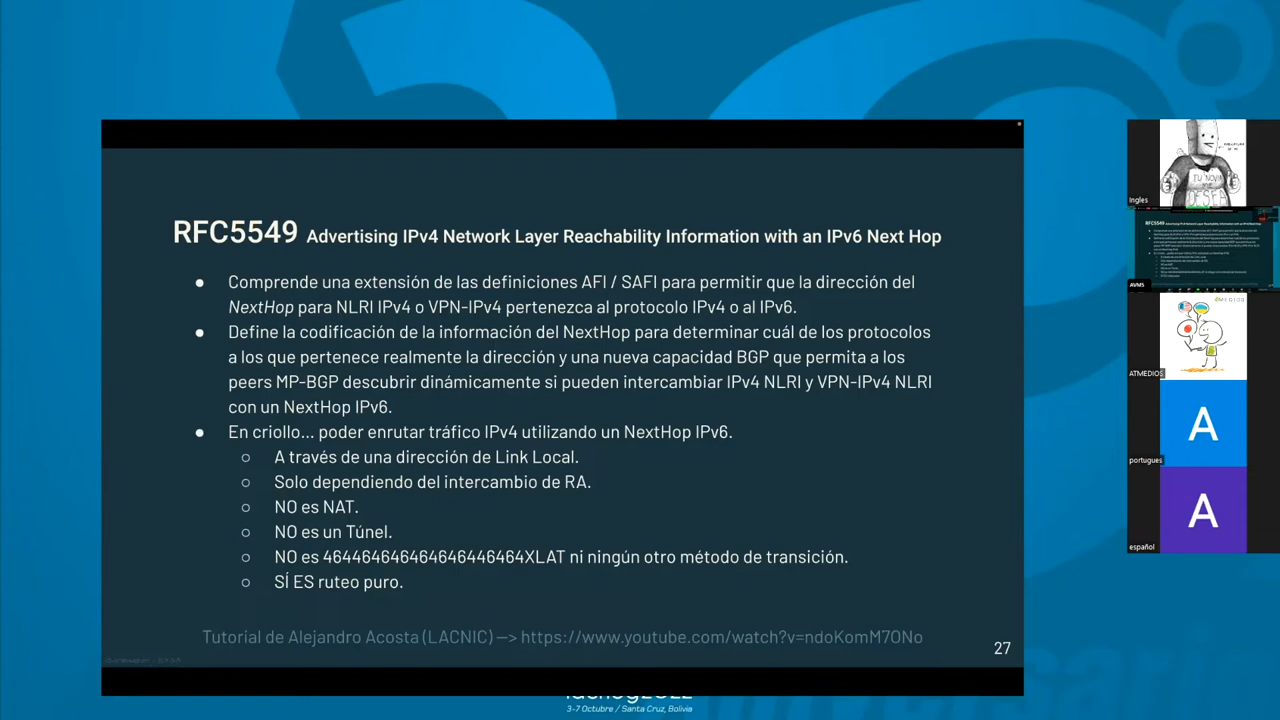 RFC5549 Advertising IPv4 Network Layer Reachability Information with an IPv6 Next Hop
● Comprende una extensión de las definiciones AFI / SAFI para permitir que la dirección del
NextHop para NLRI IPv4 o VPN-IPv4 pertenezca al protocolo IPv4 o al IPv6.
● Define la codificación de la información del NextHop para determinar cuál de los protocolos
a los que pertenece realmente la dirección y una nueva capacidad BGP que permita a los
peers MP-BGP descubrir dinámicamente si pueden intercambiar IPv4 NLRI y VPN-IPv4 NLRI
con un NextHop IPv6.
● En criollo... poder enrutar tráfico IPv4 utilizando un NextHop IPv6.
○ A través de una dirección de Link Local.
○ Solo dependiendo del intercambio de RA.
○ NO es NAT.
○ NO es un Túnel.
○ NO es 464464646464646446464XLAT ni ningún otro método de transición.
○ SÍ ES ruteo puro.
Tutorial de Alejandro Acosta (LACNIC) —> https://www.youtube.com/watch?v=ndoKomM7ONo
27
3-7 Octubre / Santa Cruz, Bolivia
TU NOVIA
DESEA
Ingles
AVMS
ATMEDIOS
A
portugues
A
español